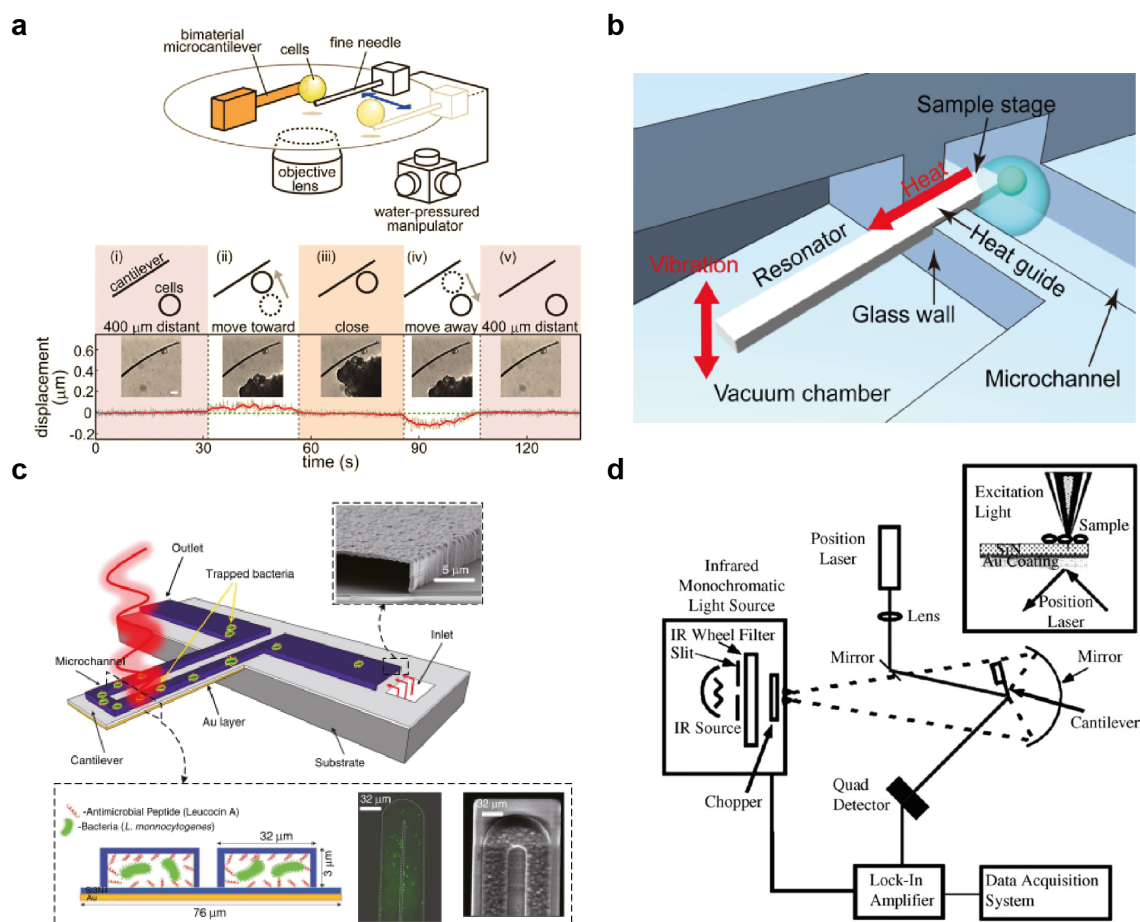 a
bimaterial
microcantilever
cells
fine needle
objective
lens
water-pressured
manipulator
(i)
(ii)
(iii)
(iv)
(v)
cantilever
cells
400 μm distant
move toward
close
move away
400 μm distant
displacement
(μm)
0.6
0.4
0.2
0
-0.2
0
30
60
90
120
time (s)
b
Sample stage
Heat
Resonator
Heat guide
Vibration
Glass wall
Microchannel
Vacuum chamber
c
Outlet
Trapped bacteria
5 μm
Inlet
Microchannel
Au layer
Cantilever
Substrate
-Antimicrobial Peptide (Leucocin A)
-Bacteria (L. monnocytogenes)
32 μm
3 μm
Si3N4
Au
76 μm
32 μm
32 μm
d
Excitation
Light
Sample
SiN
Au Coating
Position
Laser
Position
Laser
Infrared
Monochromatic
Light Source
Lens
IR Wheel Filter
Slit
Mirror
Mirror
IR Source
Cantilever
Chopper
Quad
Detector
Lock-In
Amplifier
Data Acquisition
System